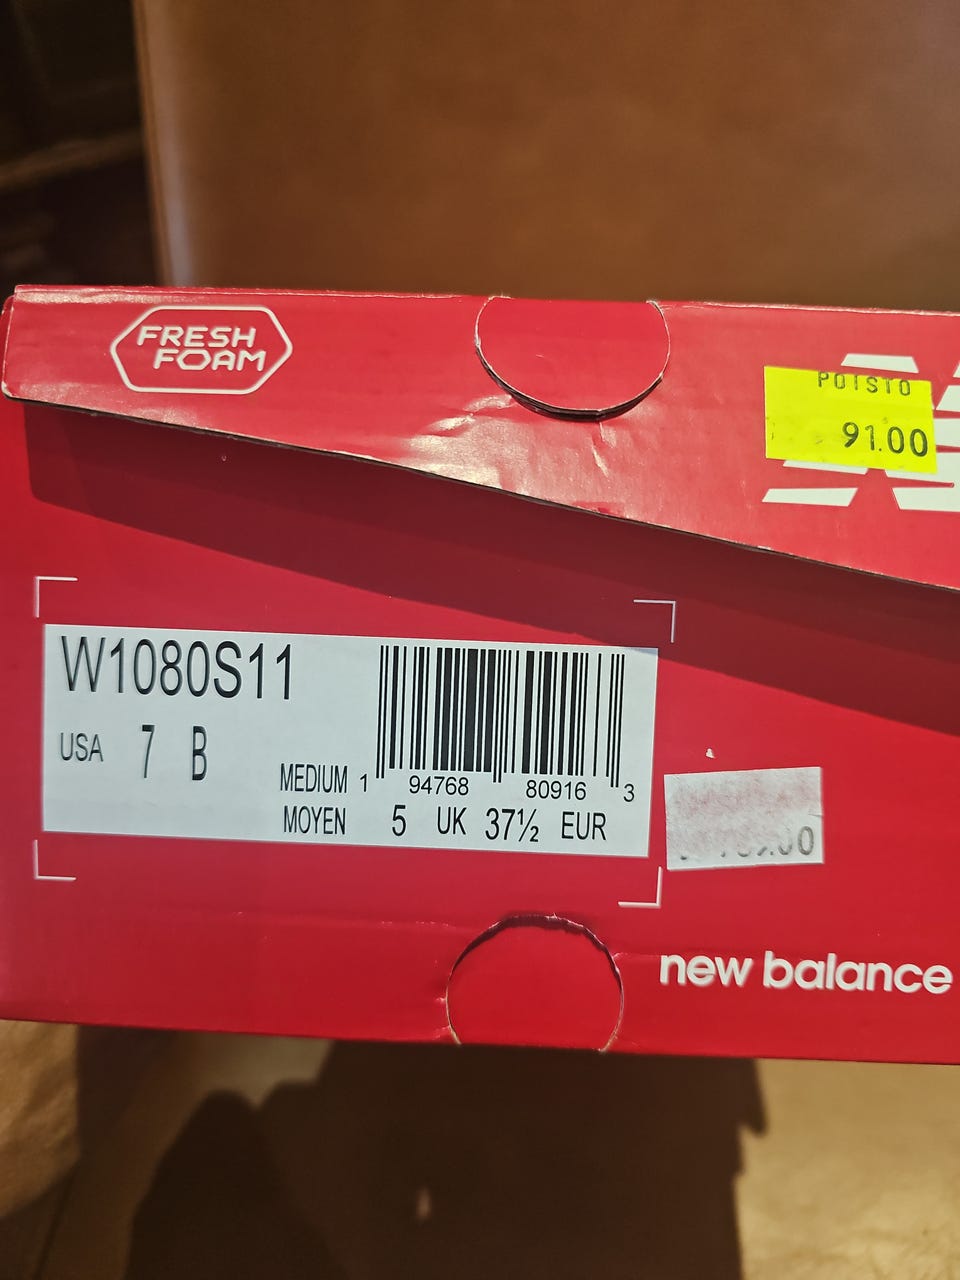 FRESH
FOAM
POISTO
91.00
W1080S11
USA 7 B
MEDIUM 1 94768 80916 3
MOYEN 5 UK 37½ EUR
new balance